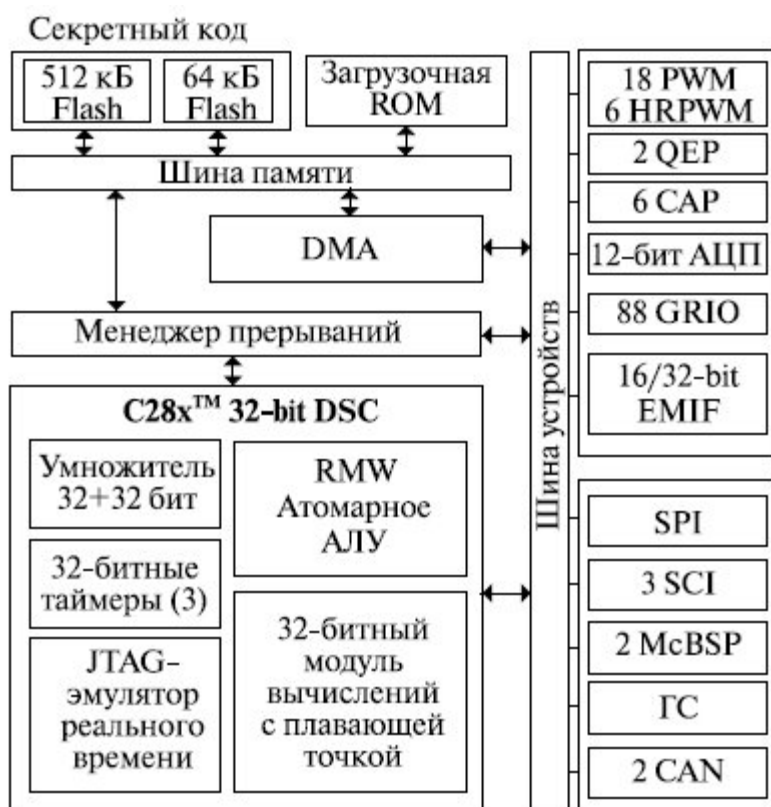 Секретный код
512 кБ
Flash
64 кБ
Flash
Загрузочная
ROM
Шина памяти
DMA
Менеджер прерываний
C28x™ 32-bit DSC
Умножитель
32+32 бит
RMW
Атомарное
АЛУ
32-битные
таймеры (3)
32-битный
модуль
вычислений
с плавающей
точкой
JTAG-
эмулятор
реального
времени
Шина устройств
18 PWM
6 HRPWM
2 QEP
6 CAP
12-бит АЦП
88 GRIO
16/32-bit
EMIF
SPI
3 SCI
2 McBSP
ГС
2 CAN